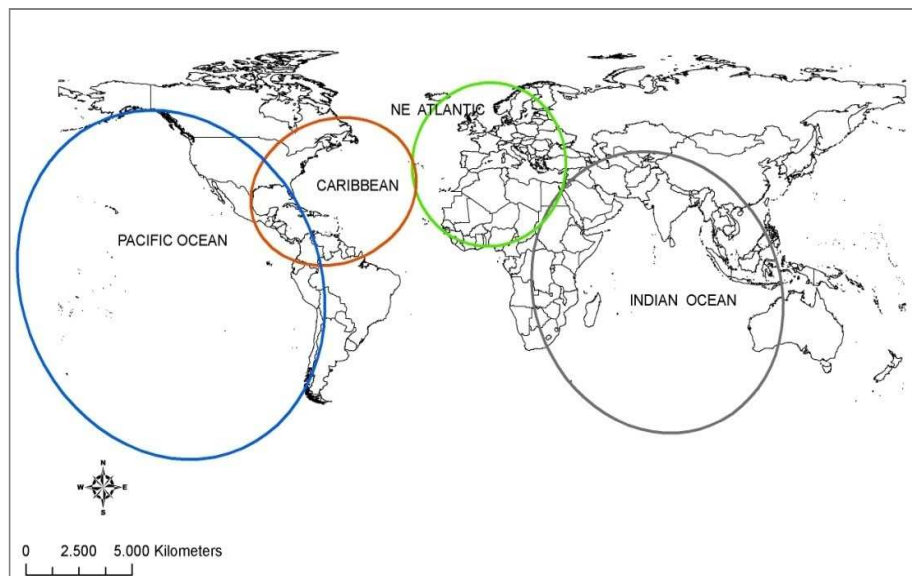 NE ATLANTIC
CARIBBEAN
PACIFIC OCEAN
INDIAN OCEAN
N
W E
S
0 2.500 5.000 Kilometers